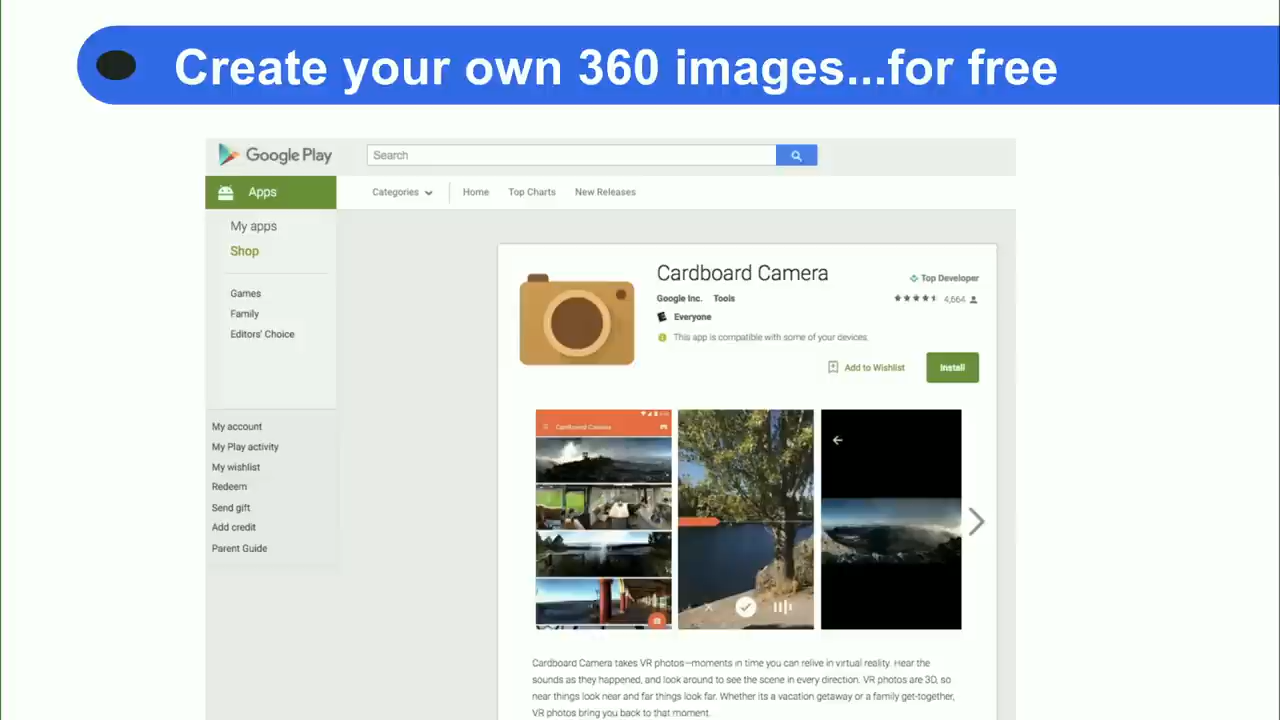 Create your own 360 images...for free
Google Play
Search
Apps
Categories
Home
Top Charts
New Releases
My apps
Shop
Games
Family
Editors' Choice
My account
My Play activity
My wishlist
Redeem
Send gift
Add credit
Parent Guide
Cardboard Camera
Top Developer
Google Inc. Tools
4,664
Everyone
This app is compatible with some of your devices.
Add to Wishlist
Install
Cardboard Camera
Cardboard Camera takes VR photos—moments in time you can relive in virtual reality. Hear the
sounds as they happened, and look around to see the scene in every direction. VR photos are 3D, so
near things look near and far things look far. Whether its a vacation getaway or a family get-together,
VR photos bring you back to that moment.